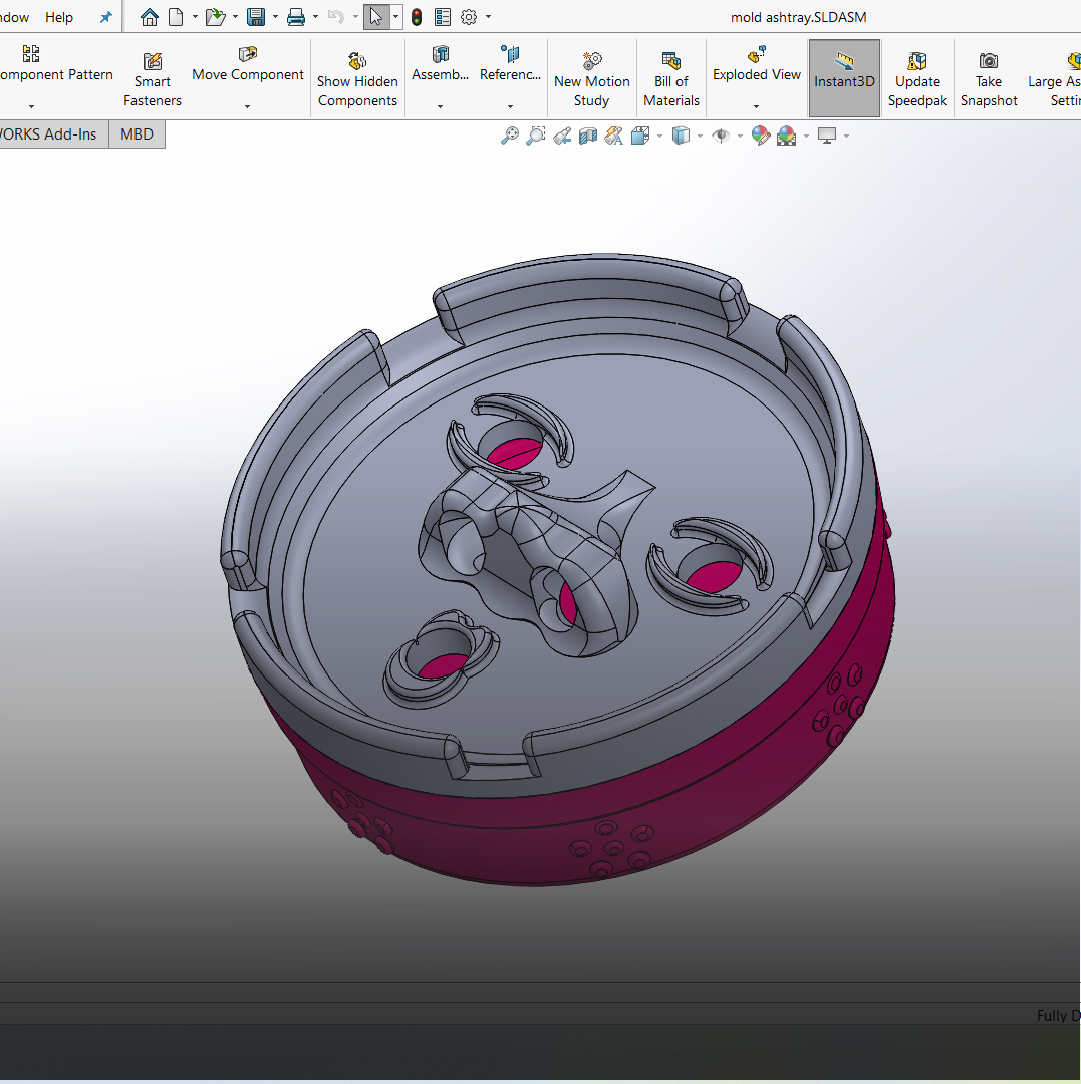 ndow Help mold ashtray.SLDASM
omponent Pattern
Smart
Fasteners
Move Component
Show Hidden
Components
Assemb...
Referenc...
New Motion
Study
Bill of
Materials
Exploded View
Instant3D
Update
Speedpak
Take
Snapshot
Large As
Settin
WORKS Add-Ins MBD
Fully D